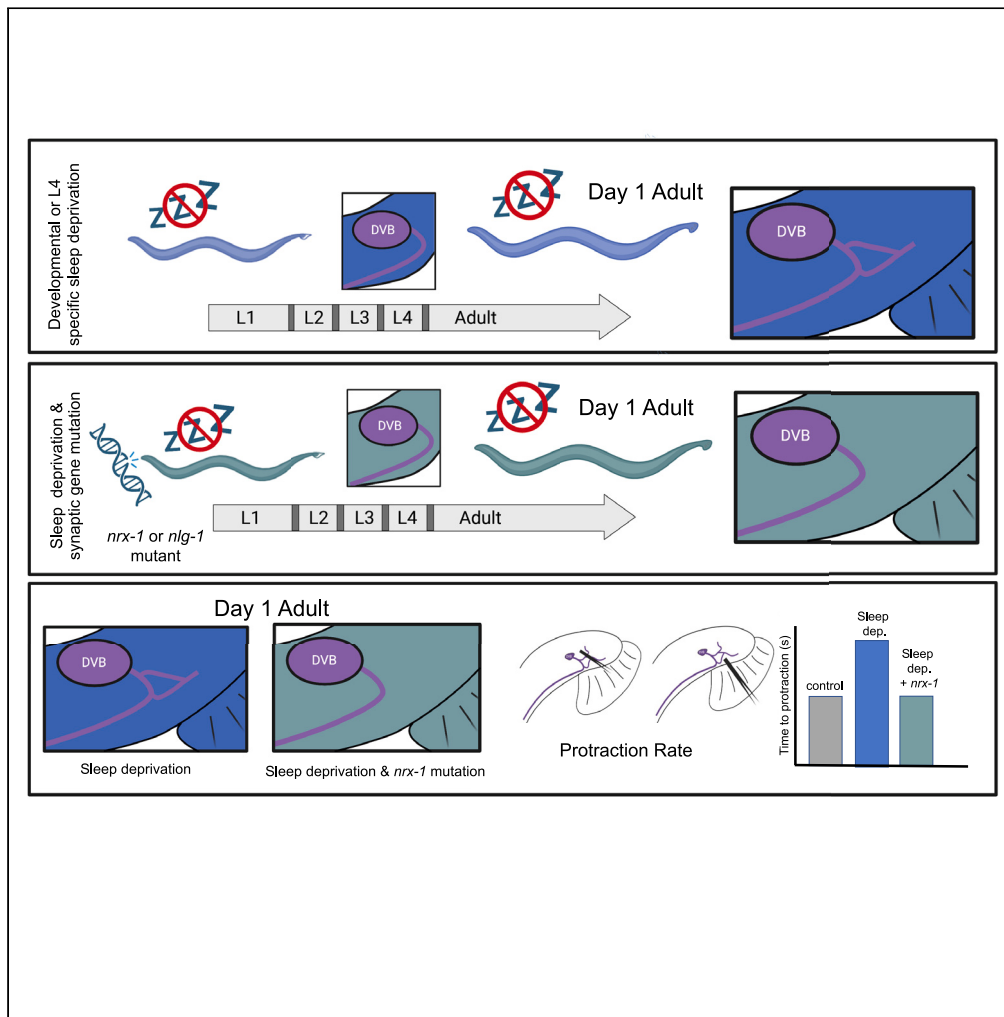 Developmental or L4
specific sleep deprivation
Z Z Z
DVB
Z Z Z
Day 1 Adult
DVB
L1 L2 L3 L4 Adult
Sleep deprivation &
synaptic gene mutation
Z Z Z
nrx-1 or nlg-1
mutant
DVB
Z Z Z
Day 1 Adult
DVB
L1 L2 L3 L4 Adult
Day 1 Adult
DVB
Sleep deprivation
DVB
Sleep deprivation & nrx-1 mutation
Protraction Rate
Time to protraction (s)
control
Sleep
dep.
Sleep
dep.
+ nrx-1